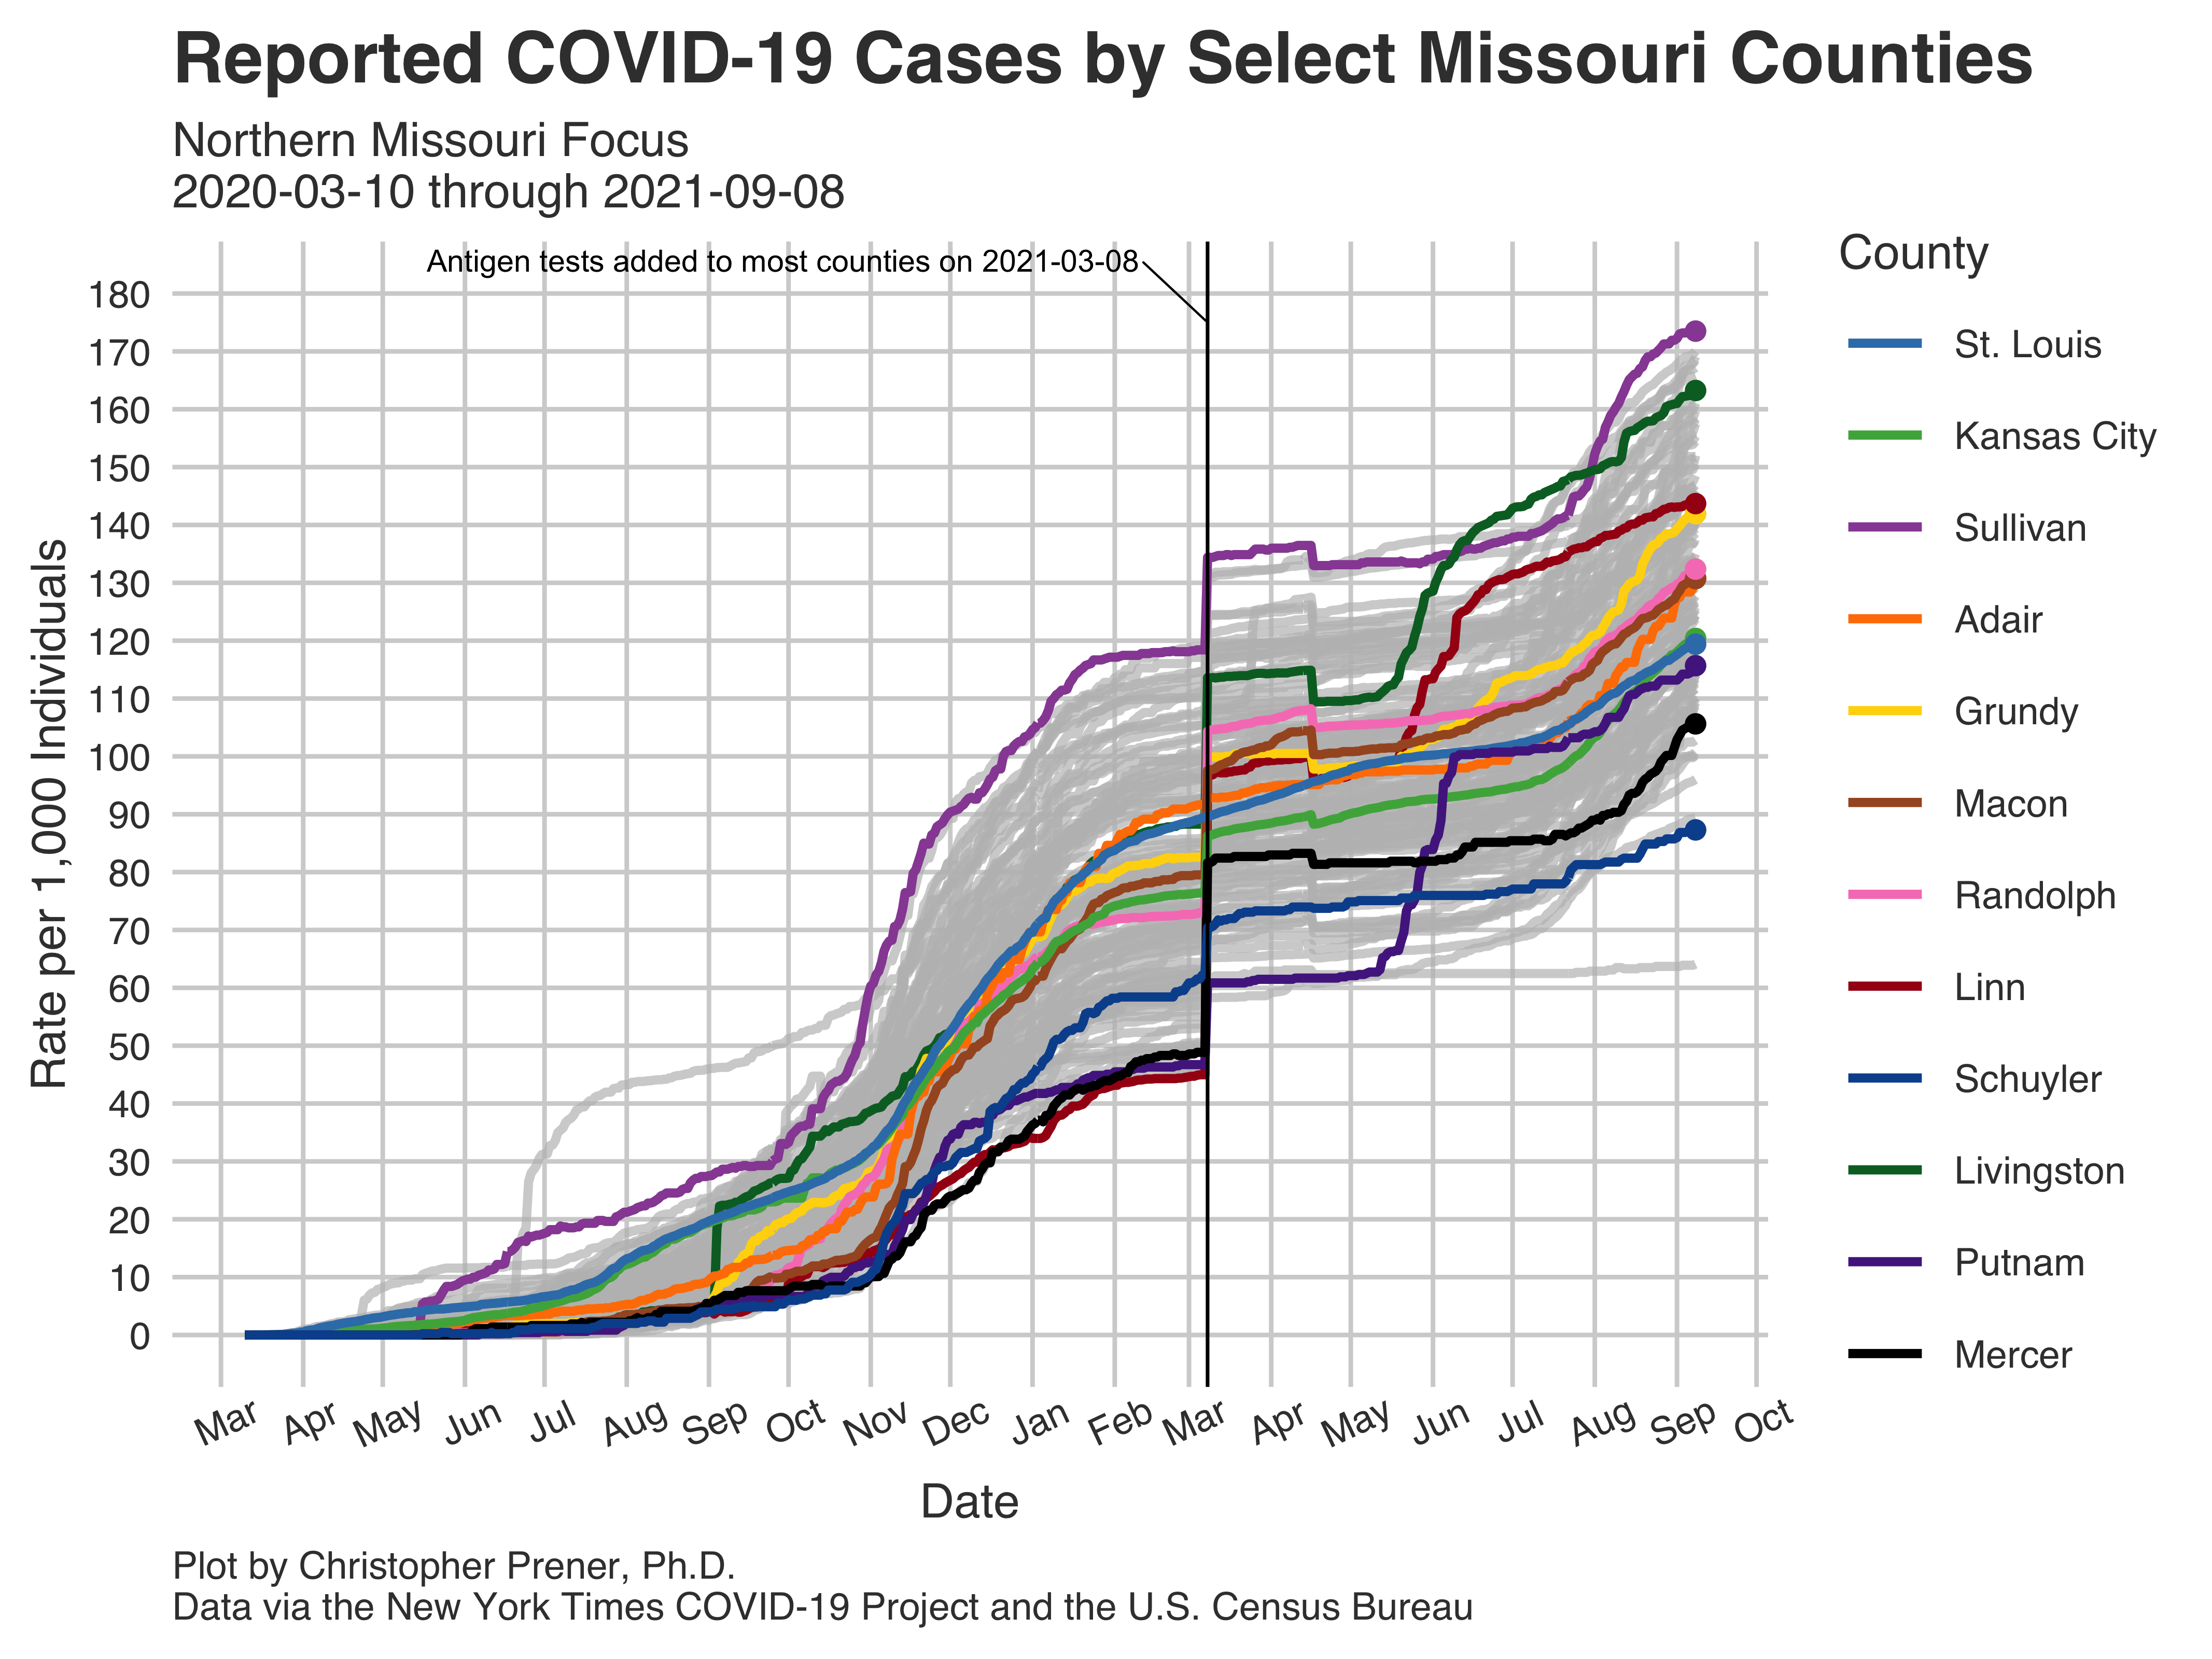 Reported COVID-19 Cases by Select Missouri Counties
Northern Missouri Focus
2020-03-10 through 2021-09-08
Antigen tests added to most counties on 2021-03-08
Rate per 1,000 Individuals
180
170
160
150
140
130
120
110
100
90
80
70
60
50
40
30
20
10
0
Mar Apr May Jun Jul Aug Sep Oct Nov Dec Jan Feb Mar Apr May Jun Jul Aug Sep Oct
Date
County
St. Louis
Kansas City
Sullivan
Adair
Grundy
Macon
Randolph
Linn
Schuyler
Livingston
Putnam
Mercer
Plot by Christopher Prener, Ph.D.
Data via the New York Times COVID-19 Project and the U.S. Census Bureau